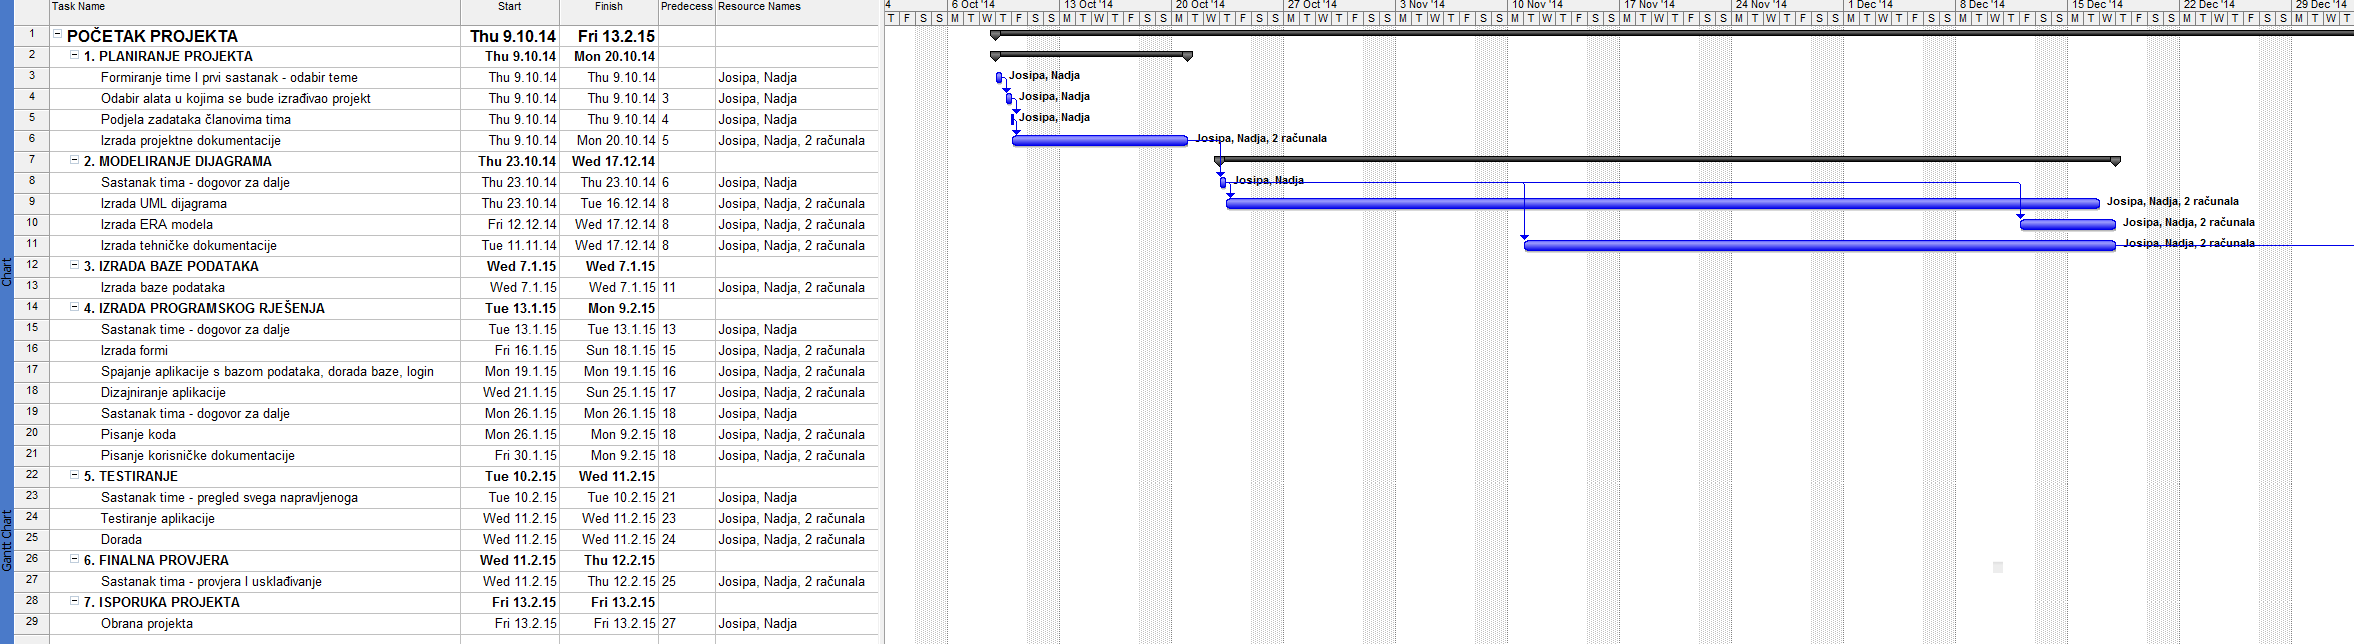 Task Name Start Finish Predecess Resource Names
4 6 Oct '14 13 Oct '14 20 Oct '14 27 Oct '14 3 Nov '14 10 Nov '14 17 Nov '14 24 Nov '14 1 Dec '14 8 Dec '14 15 Dec '14 22 Dec '14 29 Dec '14
T F S S M T W T F S S M T W T F S S M T W T F S S M T W T F S S M T W T F S S M T W T F S S M T W T F S S M T W T F S S M T W T F S S M T W T F S S M T W T F S S M T W T F S S M T W T
1 POČETAK PROJEKTA Thu 9.10.14 Fri 13.2.15
2 1. PLANIRANJE PROJEKTA Thu 9.10.14 Mon 20.10.14
3 Formiranje time I prvi sastanak - odabir teme Thu 9.10.14 Thu 9.10.14 Josipa, Nadja Josipa, Nadja
4 Odabir alata u kojima se bude izrađivao projekt Thu 9.10.14 Thu 9.10.14 3 Josipa, Nadja Josipa, Nadja
5 Podjela zadataka članovima tima Thu 9.10.14 Thu 9.10.14 4 Josipa, Nadja Josipa, Nadja
6 Izrada projektne dokumentacije Thu 9.10.14 Mon 20.10.14 5 Josipa, Nadja, 2 računala Josipa, Nadja, 2 računala
7 2. MODELIRANJE DIJAGRAMA Thu 23.10.14 Wed 17.12.14
8 Sastanak tima - dogovor za dalje Thu 23.10.14 Thu 23.10.14 6 Josipa, Nadja Josipa, Nadja
9 Izrada UML dijagrama Thu 23.10.14 Tue 16.12.14 8 Josipa, Nadja, 2 računala Josipa, Nadja, 2 računala
10 Izrada ERA modela Fri 12.12.14 Wed 17.12.14 8 Josipa, Nadja, 2 računala Josipa, Nadja, 2 računala
11 Izrada tehničke dokumentacije Tue 11.11.14 Wed 17.12.14 8 Josipa, Nadja, 2 računala Josipa, Nadja, 2 računala
12 3. IZRADA BAZE PODATAKA Wed 7.1.15 Wed 7.1.15
13 Izrada baze podataka Wed 7.1.15 Wed 7.1.15 11 Josipa, Nadja, 2 računala
14 4. IZRADA PROGRAMSKOG RJEŠENJA Tue 13.1.15 Mon 9.2.15
15 Sastanak time - dogovor za dalje Tue 13.1.15 Tue 13.1.15 13 Josipa, Nadja
16 Izrada formi Fri 16.1.15 Sun 18.1.15 15 Josipa, Nadja, 2 računala
17 Spajanje aplikacije s bazom podataka, dorada baze, login Mon 19.1.15 Mon 19.1.15 16 Josipa, Nadja, 2 računala
18 Dizajniranje aplikacije Wed 21.1.15 Sun 25.1.15 17 Josipa, Nadja, 2 računala
19 Sastanak tima - dogovor za dalje Mon 26.1.15 Mon 26.1.15 18 Josipa, Nadja
20 Pisanje koda Mon 26.1.15 Mon 9.2.15 18 Josipa, Nadja, 2 računala
21 Pisanje korisničke dokumentacije Fri 30.1.15 Mon 9.2.15 18 Josipa, Nadja, 2 računala
22 5. TESTIRANJE Tue 10.2.15 Wed 11.2.15
23 Sastanak time - pregled svega napravljenoga Tue 10.2.15 Tue 10.2.15 21 Josipa, Nadja
24 Testiranje aplikacije Wed 11.2.15 Wed 11.2.15 23 Josipa, Nadja, 2 računala
25 Dorada Wed 11.2.15 Wed 11.2.15 24 Josipa, Nadja, 2 računala
26 6. FINALNA PROVJERA Wed 11.2.15 Thu 12.2.15
27 Sastanak tima - provjera I usklađivanje Wed 11.2.15 Thu 12.2.15 25 Josipa, Nadja, 2 računala
28 7. ISPORUKA PROJEKTA Fri 13.2.15 Fri 13.2.15
29 Obrana projekta Fri 13.2.15 Fri 13.2.15 27 Josipa, Nadja
Chart
Gantt Chart